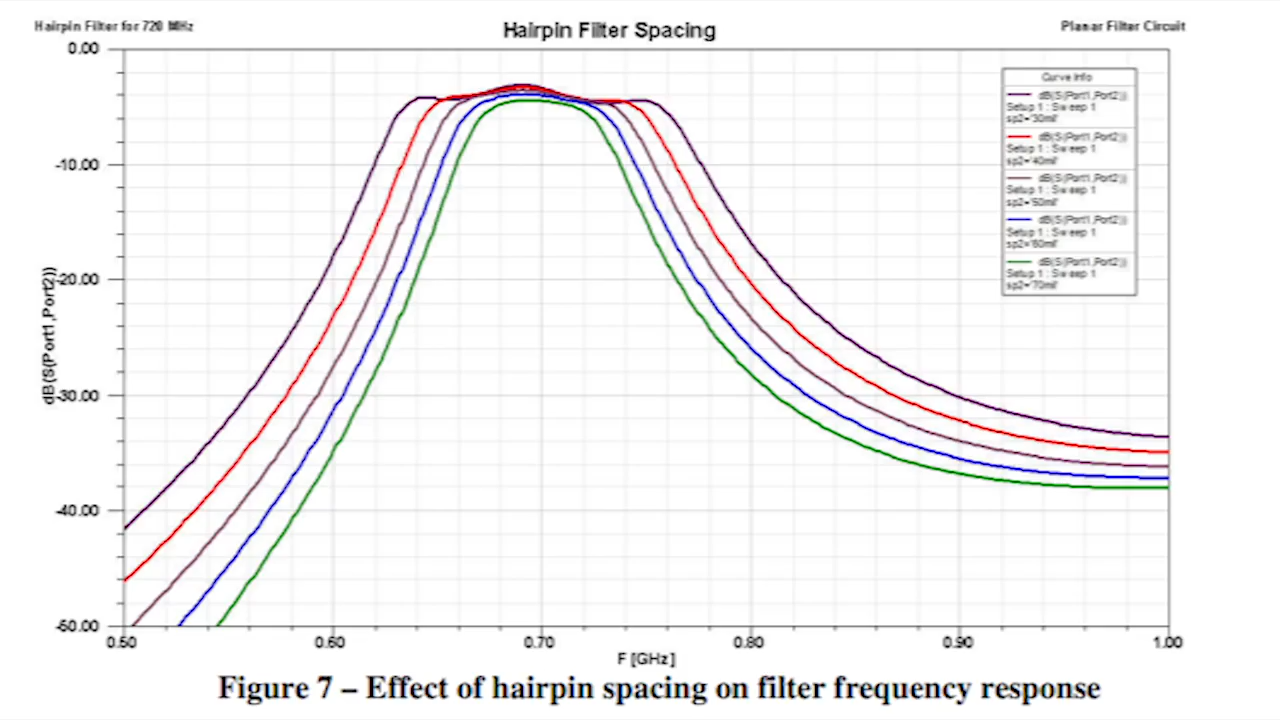 Hairpin Filter for 720 MHz
Hairpin Filter Spacing
Planar Filter Circuit
0.00
-10.00
-20.00
-30.00
-40.00
-50.00
dB(S(Port1,Port2))
Curve Info
dB(S(Port1,Port2))
Setup 1 : Sweep 1
sp2='30mil'
dB(S(Port1,Port2))
Setup 1 : Sweep 1
sp2='40mil'
dB(S(Port1,Port2))
Setup 1 : Sweep 1
sp2='50mil'
dB(S(Port1,Port2))
Setup 1 : Sweep 1
sp2='60mil'
dB(S(Port1,Port2))
Setup 1 : Sweep 1
sp2='70mil'
0.50
0.60
0.70
0.80
0.90
1.00
F [GHz]
Figure 7 – Effect of hairpin spacing on filter frequency response